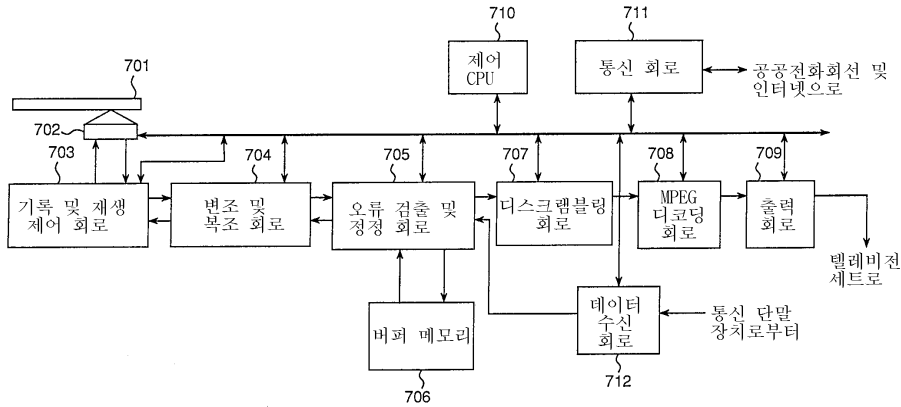 710
711
제어
CPU
통신 회로
공공전화회선 및
인터넷으로
701
702
703
704
705
707
708
709
기록 및 재생
제어 회로
변조 및
복조 회로
오류 검출 및
정정 회로
디스크램블링
회로
MPEG
디코딩
회로
출력
회로
텔레비전
세트로
버퍼 메모리
706
데이터
수신
회로
712
통신 단말
장치로부터